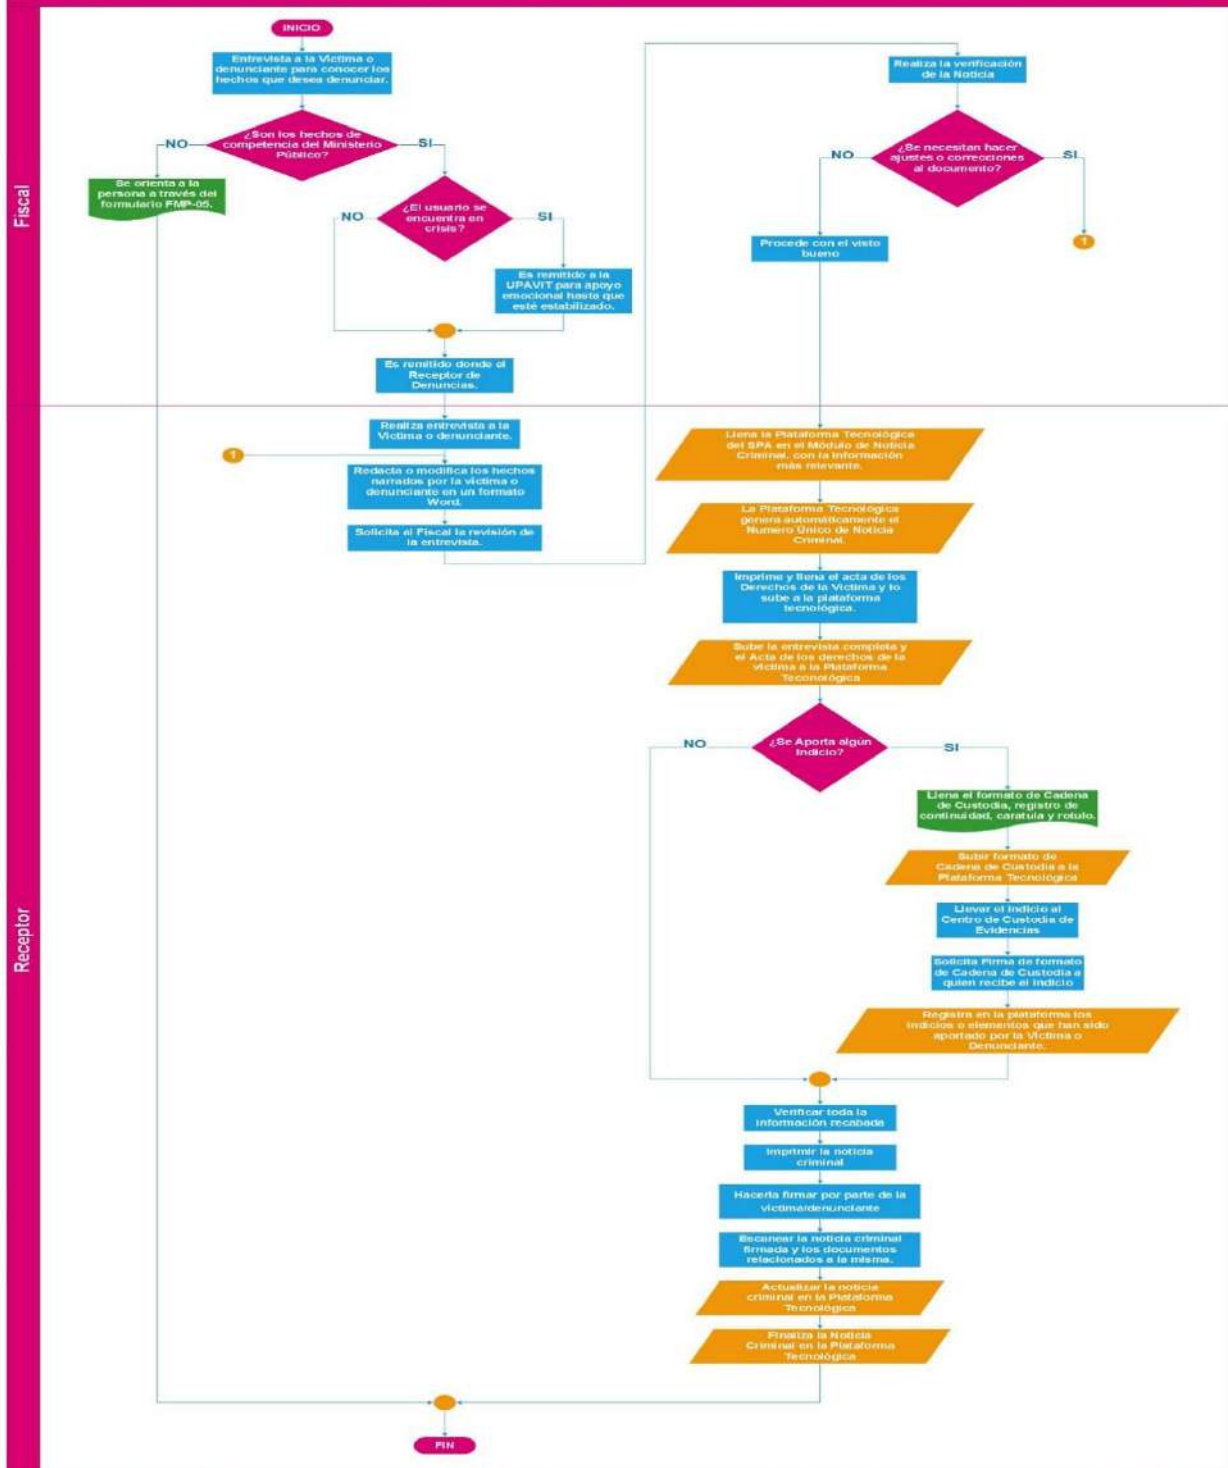 Fiscal
INICIO
Entrevista a la Víctima o
denunciante para conocer los
hechos que desea denunciar.
¿Son los hechos de
competencia del Ministerio
Público?
NO
SI
Se orienta a la
persona a través del
formulario FMP-05.
¿El usuario se
encuentra en
crisis?
NO
SI
Es remitido a la
UPAVIT para apoyo
emocional hasta que
esté estabilizado.
Es remitido donde el
Receptor de
Denuncias.
Realiza la verificación
de la Noticia
¿Se necesitan hacer
ajustes o correcciones
al documento?
NO
SI
1
Procede con el visto
bueno
Receptor
Realiza entrevista a la
Víctima o denunciante.
1
Redacta o modifica los hechos
narrados por la víctima o
denunciante en un formato
Word.
Solicita al Fiscal la revisión de
la entrevista.
Llena la Plataforma Tecnológica
del SPA en el Módulo de Noticia
Criminal, con la información
más relevante.
La Plataforma Tecnológica
genera automáticamente el
Numero Único de Noticia
Criminal.
Imprime y llena el acta de los
Derechos de la Víctima y lo
sube a la plataforma
tecnológica.
Sube la entrevista completa y
el Acta de los derechos de la
víctima a la Plataforma
Teconológica
¿Se Aporta algún
Indicio?
NO
SI
Llena el formato de Cadena
de Custodia, registro de
continuidad, caratula y rotulo.
Subir formato de
Cadena de Custodia a la
Plataforma Tecnológica
Llevar el Indicio al
Centro de Custodia de
Evidencias
Solicita Firma de formato
de Cadena de Custodia a
quien recibe el indicio
Registra en la plataforma los
indicios o elementos que han sido
aportado por la Víctima o
Denunciante.
Verificar toda la
información recabada
Imprimir la noticia
criminal
Hacerla firmar por parte de la
víctima/denunciante
Escanear la noticia criminal
firmada y los documentos
relacionados a la misma.
Actualizar la noticia
criminal en la Plataforma
Tecnológica
Finaliza la Noticia
Criminal en la Plataforma
Tecnológica
FIN